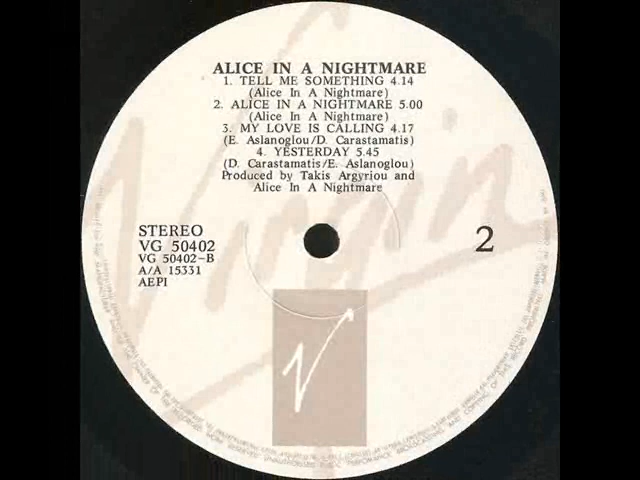 ALICE IN A NIGHTMARE
1. TELL ME SOMETHING 4.14
(Alice In A Nightmare)
2. ALICE IN A NIGHTMARE 5.00
(Alice In A Nightmare)
3. MY LOVE IS CALLING 4.17
(E. Aslanoglou/D. Carastamatis)
4. YESTERDAY 5.45
(D. Carastamatis/E. Aslanoglou)
Produced by Takis Argyriou and
Alice In A Nightmare
STEREO
VG 50402
VG 50402-B
A/A 15331
AEPI
2
Virgin
V